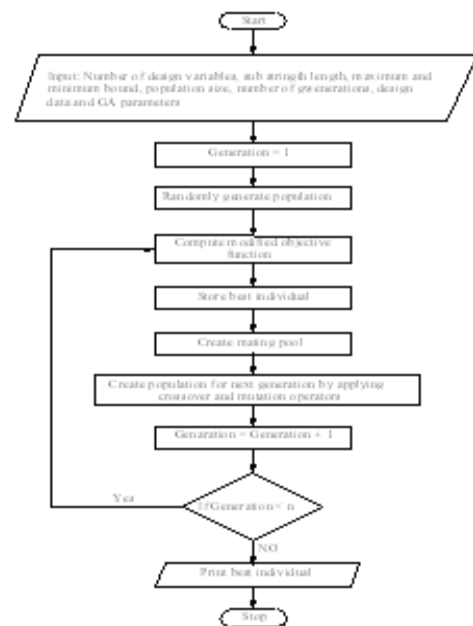 Start
Input: Number of design variables, sub strength length, maximum and
minimum bound, population size, number of gwenerations, design
data and GA parameters
Generation = 1
Randomly generate population
Compute modified objective
function
Store best individual
Create mating pool
Create population for next generation by applying
crossover and mutation operators
Genaration = Generation + 1
If Generation < n
Yes
NO
Print best individual
Stop